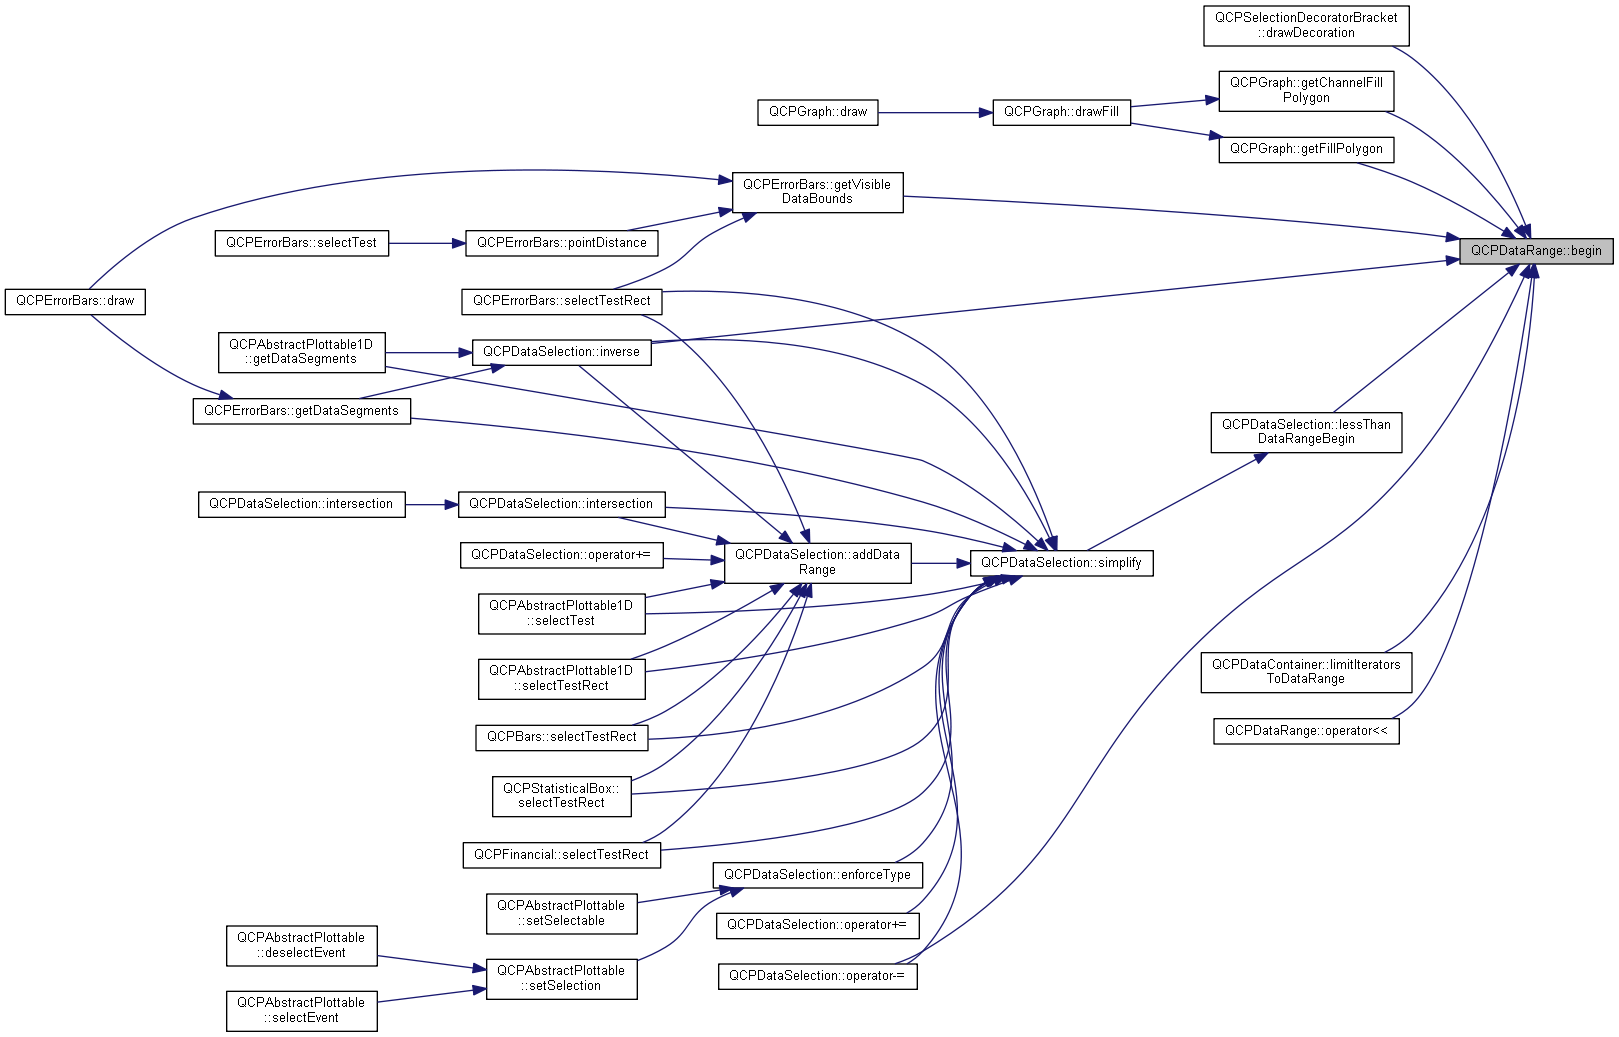 QCPSelectionDecoratorBracket
::drawDecoration
QCPGraph::getChannelFill
Polygon
QCPGraph::draw
QCPGraph::drawFill
QCPGraph::getFillPolygon
QCPErrorBars::getVisible
DataBounds
QCPErrorBars::selectTest
QCPErrorBars::pointDistance
QCPDataRange::begin
QCPErrorBars::draw
QCPErrorBars::selectTestRect
QCPAbstractPlottable1D
::getDataSegments
QCPDataSelection::inverse
QCPErrorBars::getDataSegments
QCPDataSelection::lessThan
DataRangeBegin
QCPDataSelection::intersection
QCPDataSelection::intersection
QCPDataSelection::operator+=
QCPDataSelection::addData
Range
QCPDataSelection::simplify
QCPAbstractPlottable1D
::selectTest
QCPAbstractPlottable1D
::selectTestRect
QCPDataContainer::limitIterators
ToDataRange
QCPBars::selectTestRect
QCPDataRange::operator<<
QCPStatisticalBox::
selectTestRect
QCPFinancial::selectTestRect
QCPDataSelection::enforceType
QCPAbstractPlottable
::setSelectable
QCPDataSelection::operator+=
QCPAbstractPlottable
::deselectEvent
QCPAbstractPlottable
::setSelection
QCPDataSelection::operator-=
QCPAbstractPlottable
::selectEvent